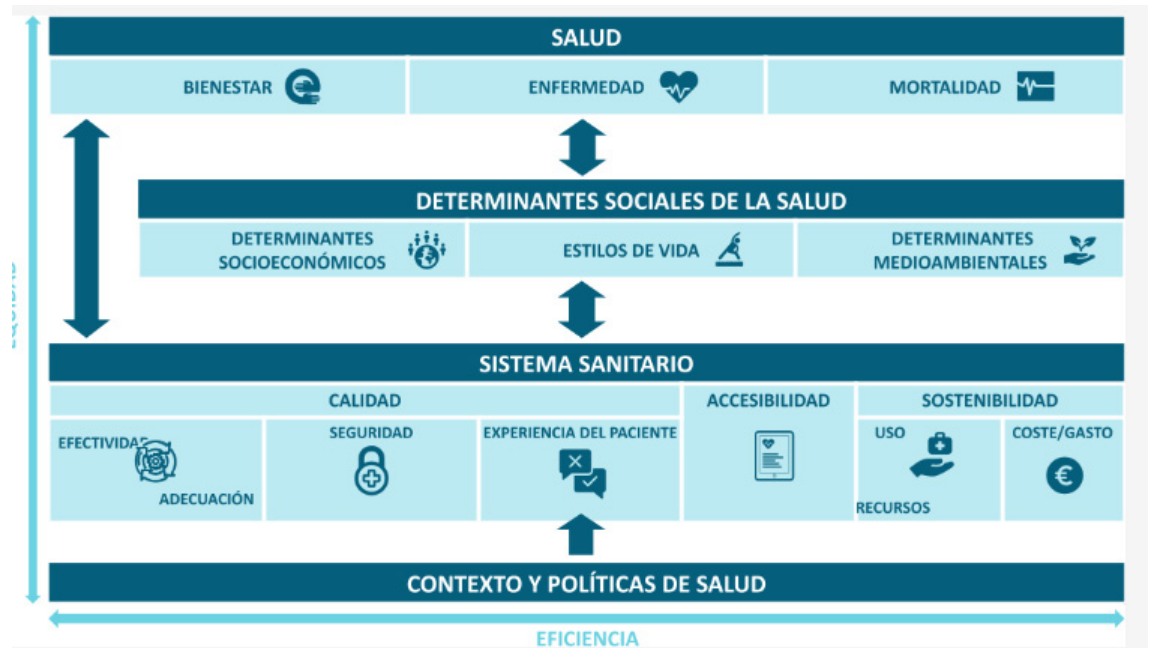 SALUD
BIENESTAR
ENFERMEDAD
MORTALIDAD
DETERMINANTES SOCIALES DE LA SALUD
DETERMINANTES
SOCIOECONÓMICOS
ESTILOS DE VIDA
DETERMINANTES
MEDIOAMBIENTALES
EQUIDAD
SISTEMA SANITARIO
CALIDAD
ACCESIBILIDAD
SOSTENIBILIDAD
EFECTIVIDAD
ADECUACIÓN
SEGURIDAD
EXPERIENCIA DEL PACIENTE
USO
RECURSOS
COSTE/GASTO
CONTEXTO Y POLÍTICAS DE SALUD
EFICIENCIA